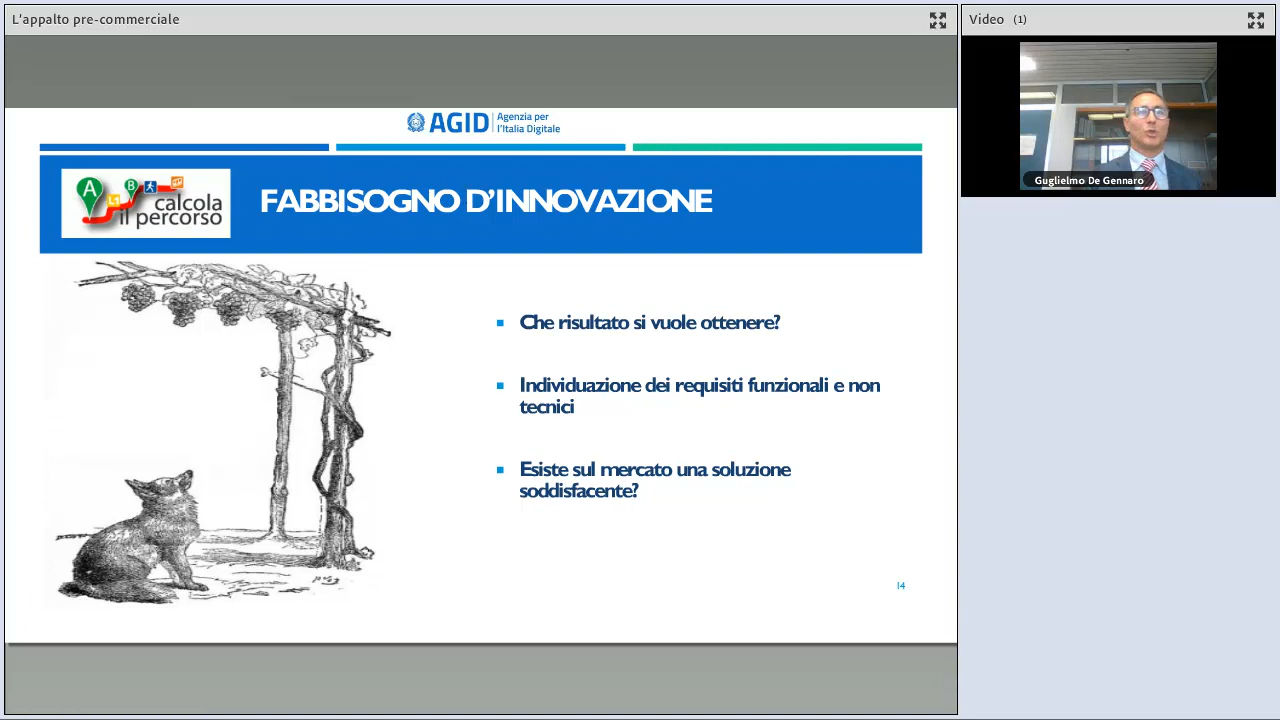 L'appalto pre-commerciale
Video (1)
Guglielmo De Gennaro
AGID Agenzia per
l'Italia Digitale
A
B
calcola
il percorso
FABBISOGNO D'INNOVAZIONE
Che risultato si vuole ottenere?
Individuazione dei requisiti funzionali e non
tecnici
Esiste sul mercato una soluzione
soddisfacente?
14